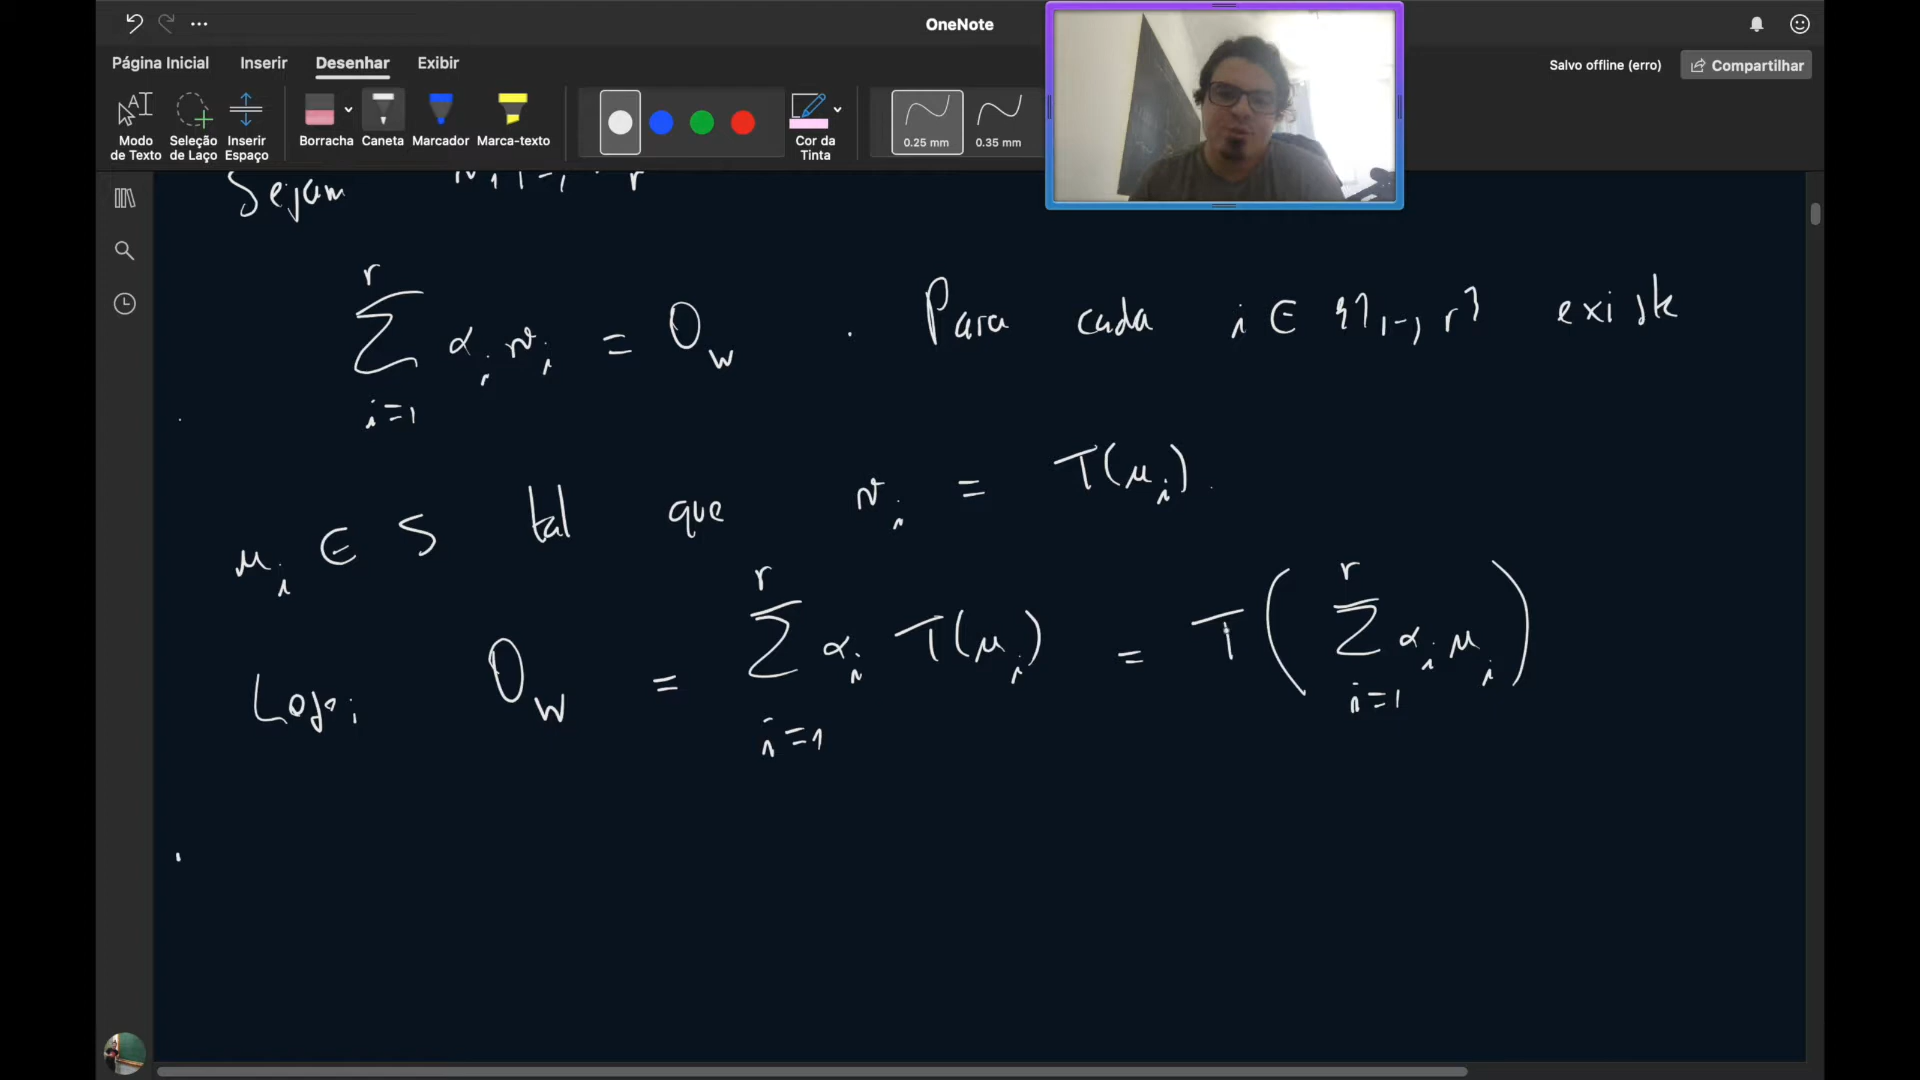 OneNote
Página Inicial Inserir Desenhar Exibir
Salvo offline (erro) Compartilhar
Modo de Texto
Seleção de Laço
Inserir Espaço
Borracha Caneta Marcador Marca-texto
Cor da Tinta
0.25 mm 0.35 mm
Sejam
∑_{i=1}^{r} α_i v_i = 0_W . Para cada i ∈ {1,-,r} existe
u_i ∈ S tal que v_i = T(u_i).
Logo, 0_W = ∑_{i=1}^{r} α_i T(u_i) = T(∑_{i=1}^{r} α_i u_i)